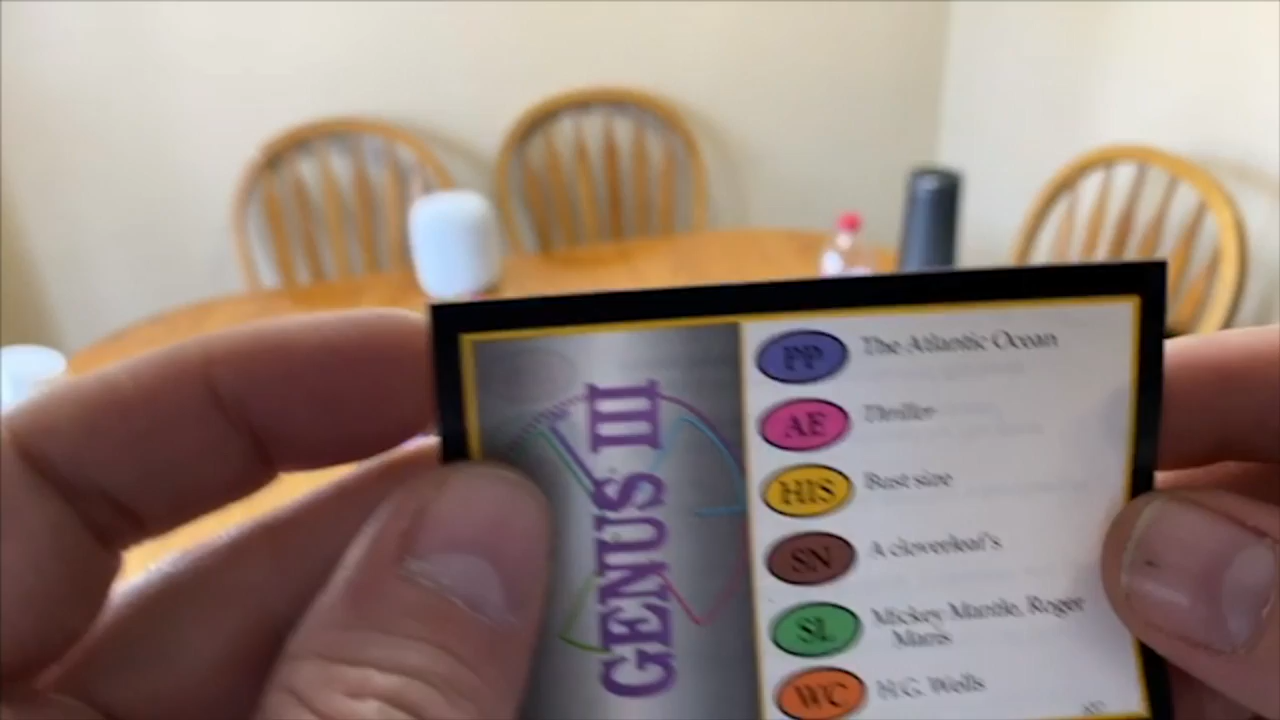 GENUS III
PP The Atlantic Ocean
AE Thriller
HIS Bust size
SN A cloverleaf's
SL Mickey Mantle, Roger
Maris
WC H.G. Wells